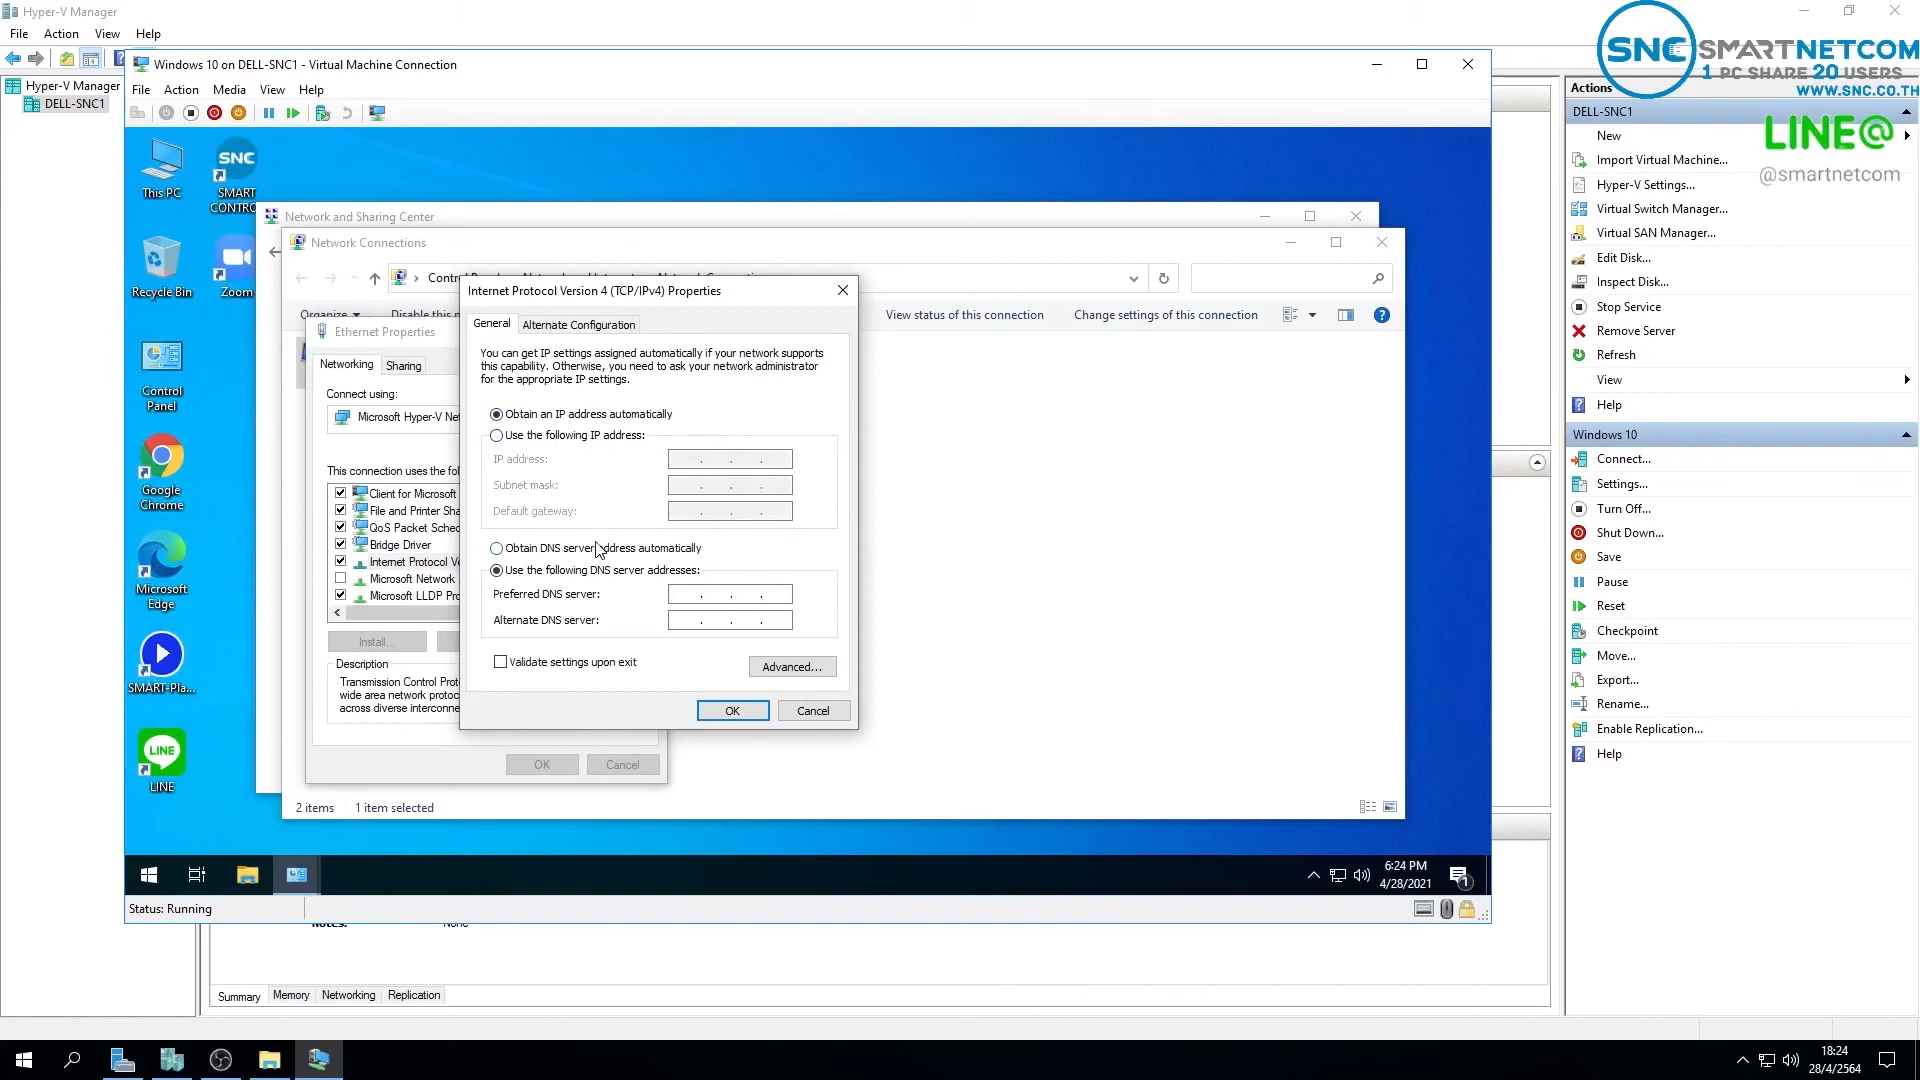 Hyper-V Manager
File Action View Help
Hyper-V Manager
DELL-SNC1
Windows 10 on DELL-SNC1 - Virtual Machine Connection
File Action Media View Help
This PC
SNC
SMART
CONTRO
Recycle Bin
Zoom
Control
Panel
Google
Chrome
Microsoft
Edge
SMART-Pla...
LINE
LINE
Network and Sharing Center
Network Connections
Organize
View status of this connection
Change settings of this connection
2 items 1 item selected
Ethernet Properties
Networking Sharing
Connect using:
Microsoft Hyper-V Net
This connection uses the fol
Client for Microsoft
File and Printer Sha
QoS Packet Sched
Bridge Driver
Internet Protocol Ve
Microsoft Network
Microsoft LLDP Pro
Install...
Description
Transmission Control Prot
wide area network protoc
across diverse interconne
OK Cancel
Internet Protocol Version 4 (TCP/IPv4) Properties
General Alternate Configuration
You can get IP settings assigned automatically if your network supports
this capability. Otherwise, you need to ask your network administrator
for the appropriate IP settings.
Obtain an IP address automatically
Use the following IP address:
IP address:
Subnet mask:
Default gateway:
Obtain DNS server address automatically
Use the following DNS server addresses:
Preferred DNS server:
Alternate DNS server:
Validate settings upon exit
Advanced...
OK Cancel
6:24 PM
4/28/2021
1
Status: Running
None
Summary Memory Networking Replication
SNC SMARTNETCOM
1 PC SHARE 20 USERS
WWW.SNC.CO.TH
LINE@
@smartnetcom
Actions
DELL-SNC1
New
Import Virtual Machine...
Hyper-V Settings...
Virtual Switch Manager...
Virtual SAN Manager...
Edit Disk...
Inspect Disk...
Stop Service
Remove Server
Refresh
View
Help
Windows 10
Connect...
Settings...
Turn Off...
Shut Down...
Save
Pause
Reset
Checkpoint
Move...
Export...
Rename...
Enable Replication...
Help
18:24
28/4/2564